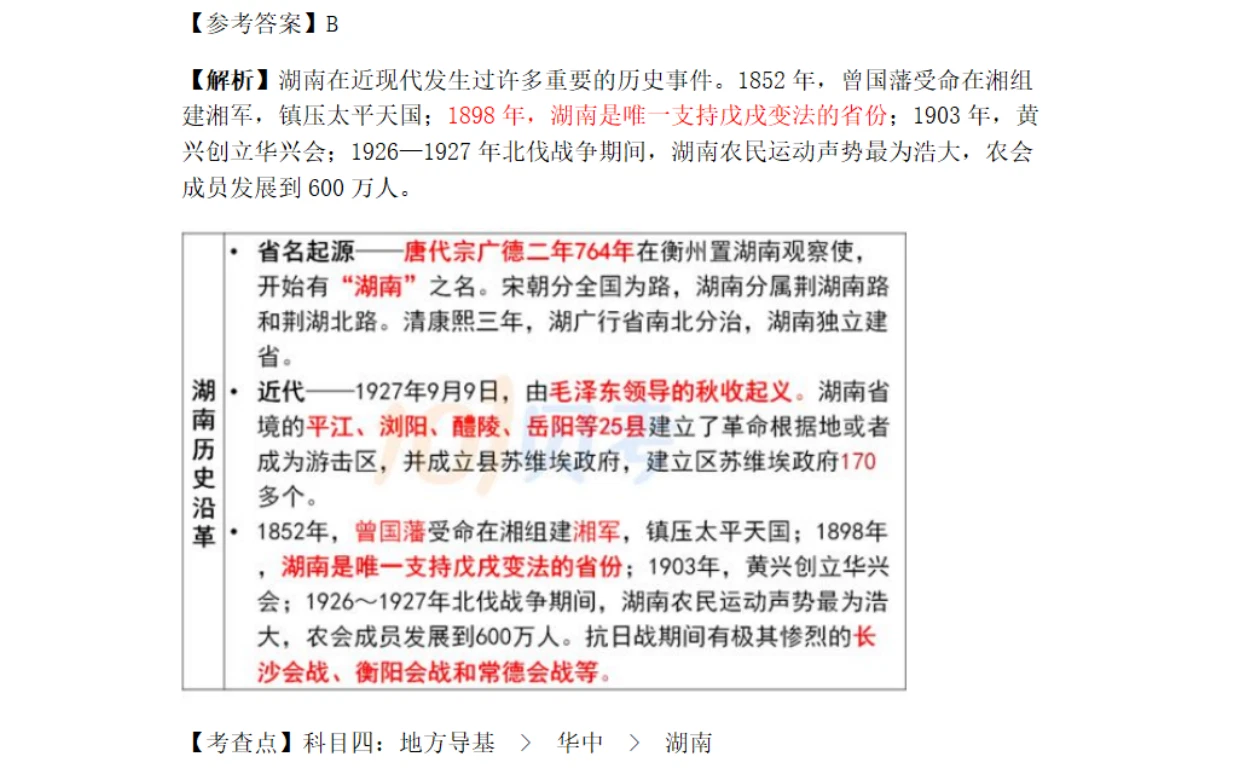 【参考答案】B
【解析】湖南在近现代发生过许多重要的历史事件。1852 年，曾国藩受命在湘组
建湘军，镇压太平天国；1898 年，湖南是唯一支持戊戌变法的省份；1903 年，黄
兴创立华兴会；1926—1927 年北伐战争期间，湖南农民运动声势最为浩大，农会
成员发展到 600 万人。
湖南历史沿革
• 省名起源——唐代宗广德二年764年在衡州置湖南观察使，
开始有“湖南”之名。宋朝分全国为路，湖南分属荆湖南路
和荆湖北路。清康熙三年，湖广行省南北分治，湖南独立建
省。
• 近代——1927年9月9日，由毛泽东领导的秋收起义。湖南省
境的平江、浏阳、醴陵、岳阳等25县建立了革命根据地或者
成为游击区，并成立县苏维埃政府，建立区苏维埃政府170
多个。
• 1852年，曾国藩受命在湘组建湘军，镇压太平天国；1898年
，湖南是唯一支持戊戌变法的省份；1903年，黄兴创立华兴
会；1926～1927年北伐战争期间，湖南农民运动声势最为浩
大，农会成员发展到600万人。抗日战期间有极其惨烈的长
沙会战、衡阳会战和常德会战等。
【考查点】科目四：地方导基 > 华中 > 湖南